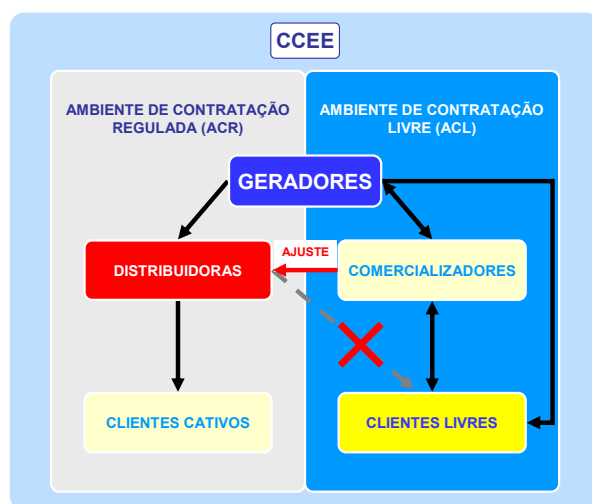 CCEE
AMBIENTE DE CONTRATAÇÃO
REGULADA (ACR)
AMBIENTE DE CONTRATAÇÃO
LIVRE (ACL)
GERADORES
DISTRIBUIDORAS
AJUSTE
COMERCIALIZADORES
CLIENTES CATIVOS
CLIENTES LIVRES